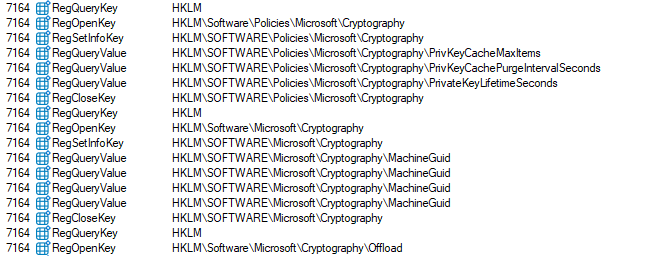 7164 RegQueryKey HKLM
7164 RegOpenKey HKLM\Software\Policies\Microsoft\Cryptography
7164 RegSetInfoKey HKLM\SOFTWARE\Policies\Microsoft\Cryptography
7164 RegQueryValue HKLM\SOFTWARE\Policies\Microsoft\Cryptography\PrivKeyCacheMaxItems
7164 RegQueryValue HKLM\SOFTWARE\Policies\Microsoft\Cryptography\PrivKeyCachePurgeIntervalSeconds
7164 RegQueryValue HKLM\SOFTWARE\Policies\Microsoft\Cryptography\PrivateKeyLifetimeSeconds
7164 RegCloseKey HKLM\SOFTWARE\Policies\Microsoft\Cryptography
7164 RegQueryKey HKLM
7164 RegOpenKey HKLM\Software\Microsoft\Cryptography
7164 RegSetInfoKey HKLM\SOFTWARE\Microsoft\Cryptography
7164 RegQueryValue HKLM\SOFTWARE\Microsoft\Cryptography\MachineGuid
7164 RegQueryValue HKLM\SOFTWARE\Microsoft\Cryptography\MachineGuid
7164 RegQueryValue HKLM\SOFTWARE\Microsoft\Cryptography\MachineGuid
7164 RegQueryValue HKLM\SOFTWARE\Microsoft\Cryptography\MachineGuid
7164 RegCloseKey HKLM\SOFTWARE\Microsoft\Cryptography
7164 RegQueryKey HKLM
7164 RegOpenKey HKLM\Software\Microsoft\Cryptography\Offload